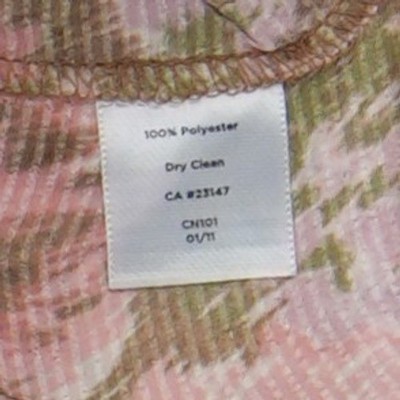 100% Polyester
Dry Clean
CA #23147
CN101
01/11